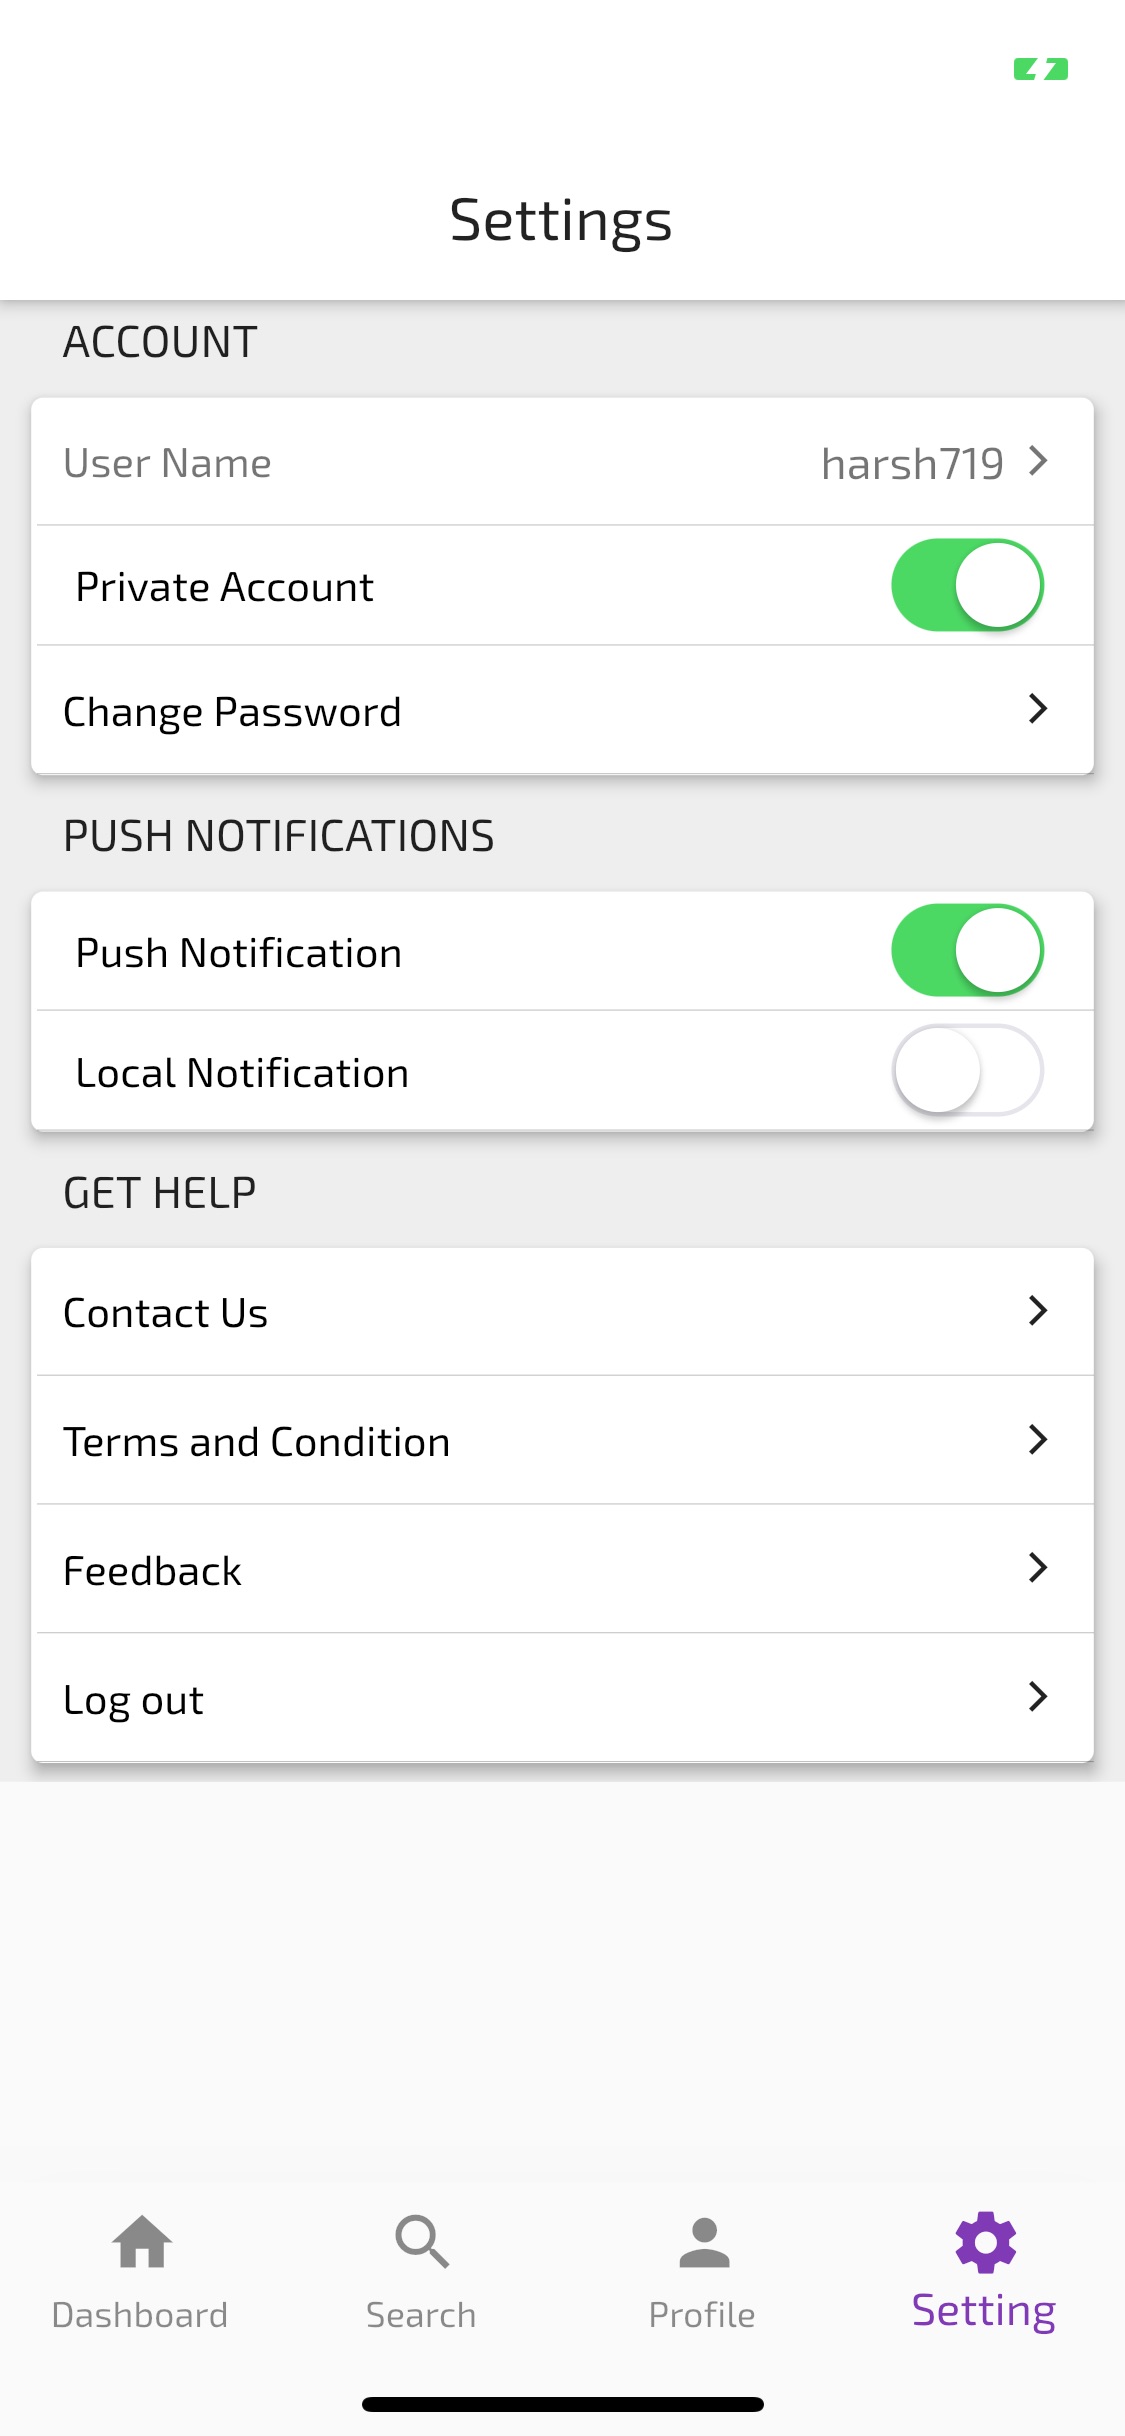 Settings
ACCOUNT
User Name harsh719
Private Account
Change Password
PUSH NOTIFICATIONS
Push Notification
Local Notification
GET HELP
Contact Us
Terms and Condition
Feedback
Log out
Dashboard Search Profile Setting